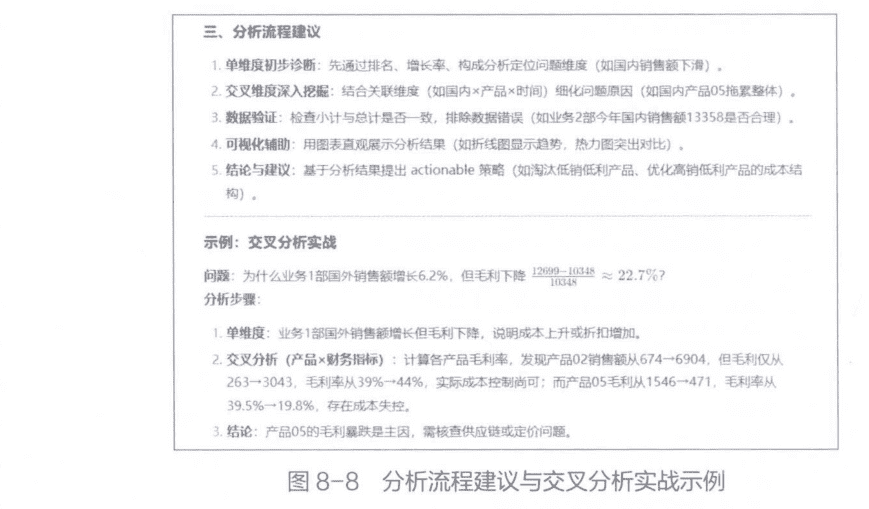 三、分析流程建议
1. 单维度初步诊断：先通过排名、增长率、构成分析定位问题维度（如国内销售额下滑）。
2. 交叉维度深入挖掘：结合关联维度（如国内×产品×时间）细化问题原因（如国内产品05拖累整体）。
3. 数据验证：检查小计与总计是否一致，排除数据错误（如业务2部今年国内销售额13358是否合理）。
4. 可视化辅助：用图表直观展示分析结果（如折线图显示趋势，热力图突出对比）。
5. 结论与建议：基于分析结果提出 actionable 策略（如淘汰低销低利产品、优化高销低利产品的成本结
构）。
示例：交叉分析实战
问题：为什么业务1部国外销售额增长6.2%，但毛利下降 12699−10348/10348 ≈ 22.7%?
分析步骤：
1. 单维度：业务1部国外销售额增长但毛利下降，说明成本上升或折扣增加。
2. 交叉分析（产品×财务指标）：计算各产品毛利率，发现产品02销售额从674→6904，但毛利仅从
263→3043，毛利率从39%→44%，实际成本控制尚可；而产品05毛利从1546→471，毛利率从
39.5%→19.8%，存在成本失控。
3. 结论：产品05的毛利暴跌是主因，需核查供应链或定价问题。
图 8-8 分析流程建议与交叉分析实战示例